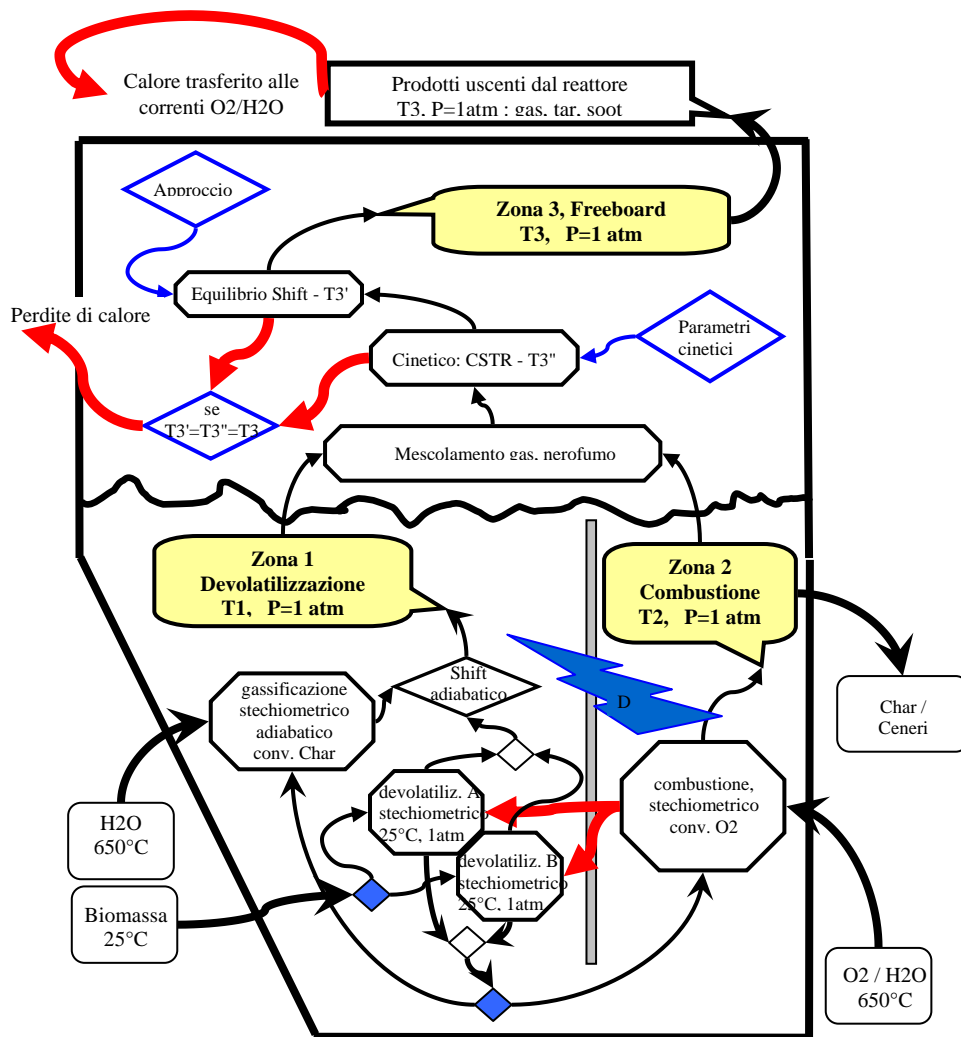 Calore trasferito alle
correnti O2/H2O
Prodotti uscenti dal reattore
T3, P=1atm : gas, tar, soot
Approccio
Zona 3, Freeboard
T3, P=1 atm
Equilibrio Shift - T3'
Perdite di calore
Parametri
cinetici
Cinetico: CSTR - T3"
se
T3'=T3"=T3
Mescolamento gas, nerofumo
Zona 1
Devolatilizzazione
T1, P=1 atm
Zona 2
Combustione
T2, P=1 atm
Shift
adiabatico
gassificazione
stechiometrico
adiabatico
conv. Char
D
Char /
Ceneri
devolatiliz. A
stechiometrico
25°C, 1atm
combustione,
stechiometrico
conv. O2
H2O
650°C
devolatiliz. B
stechiometrico
25°C, 1atm
Biomassa
25°C
O2 / H2O
650°C